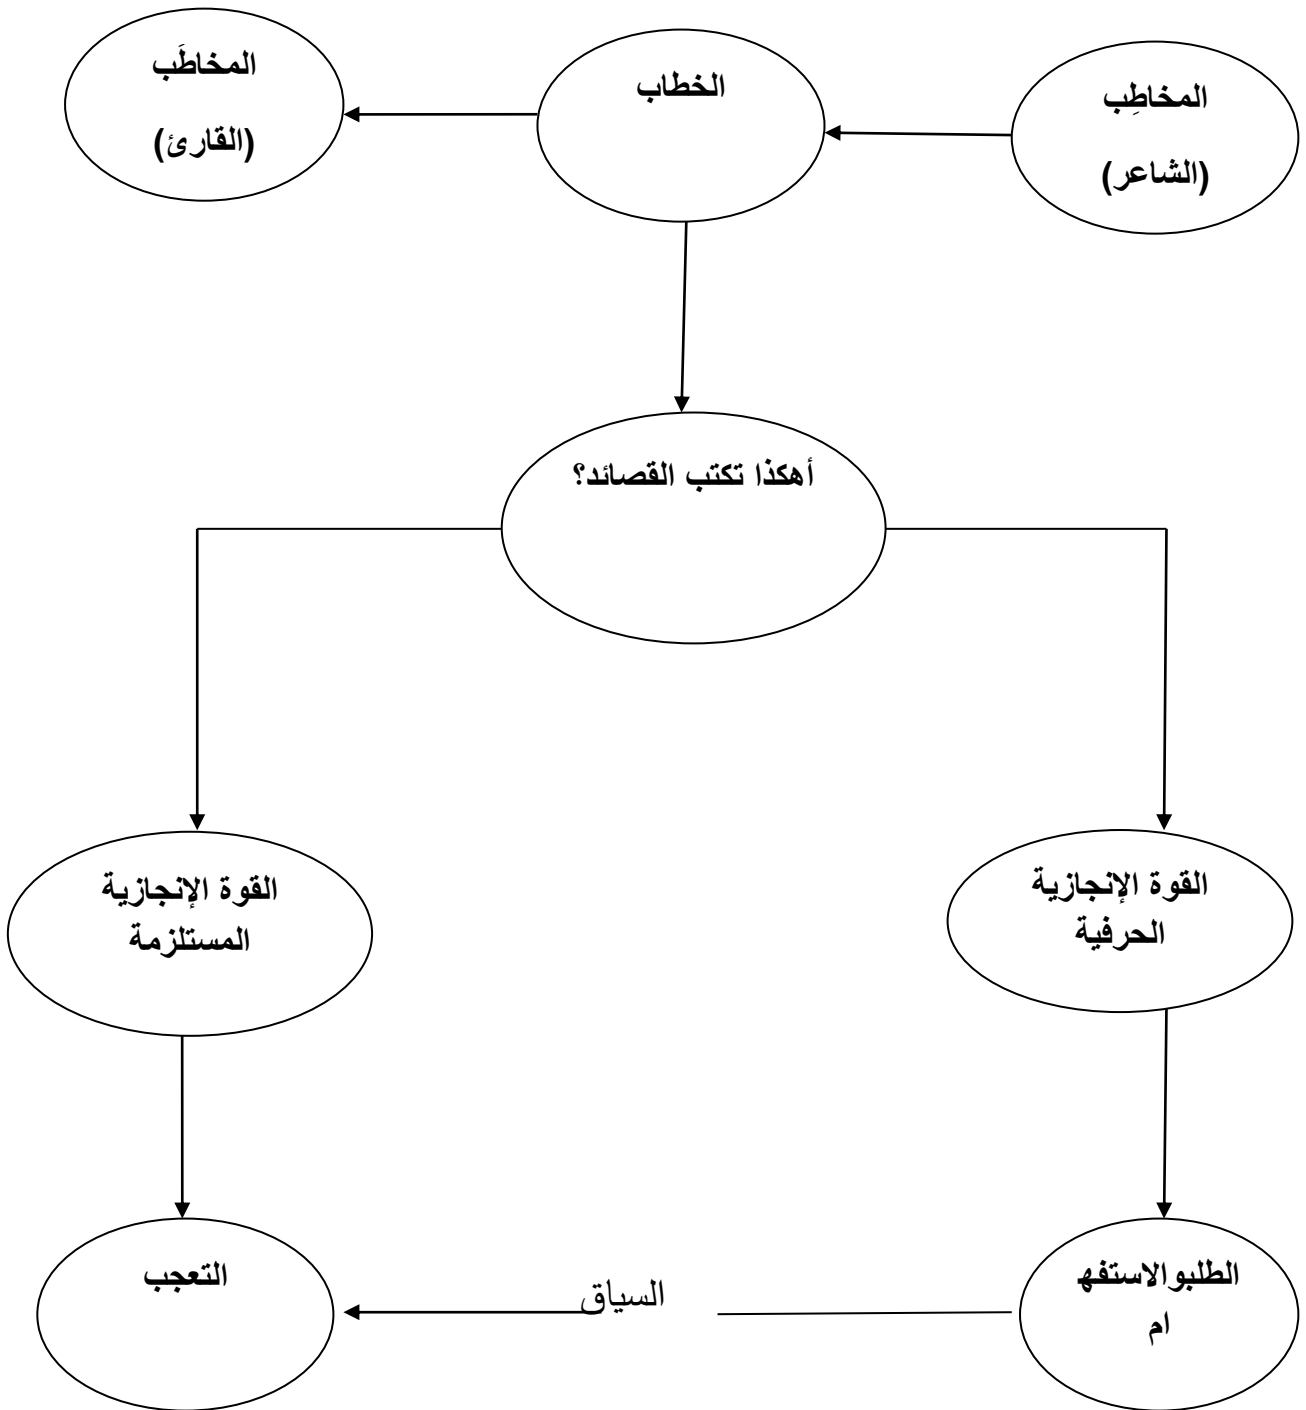 المخاطِب
(الشاعر)
الخطاب
المخاطَب
(القارئ)
أهكذا تكتب القصائد؟
القوة الإنجازية
الحرفية
القوة الإنجازية
المستلزمة
الطلبوالاستفه
ام
السياق
التعجب